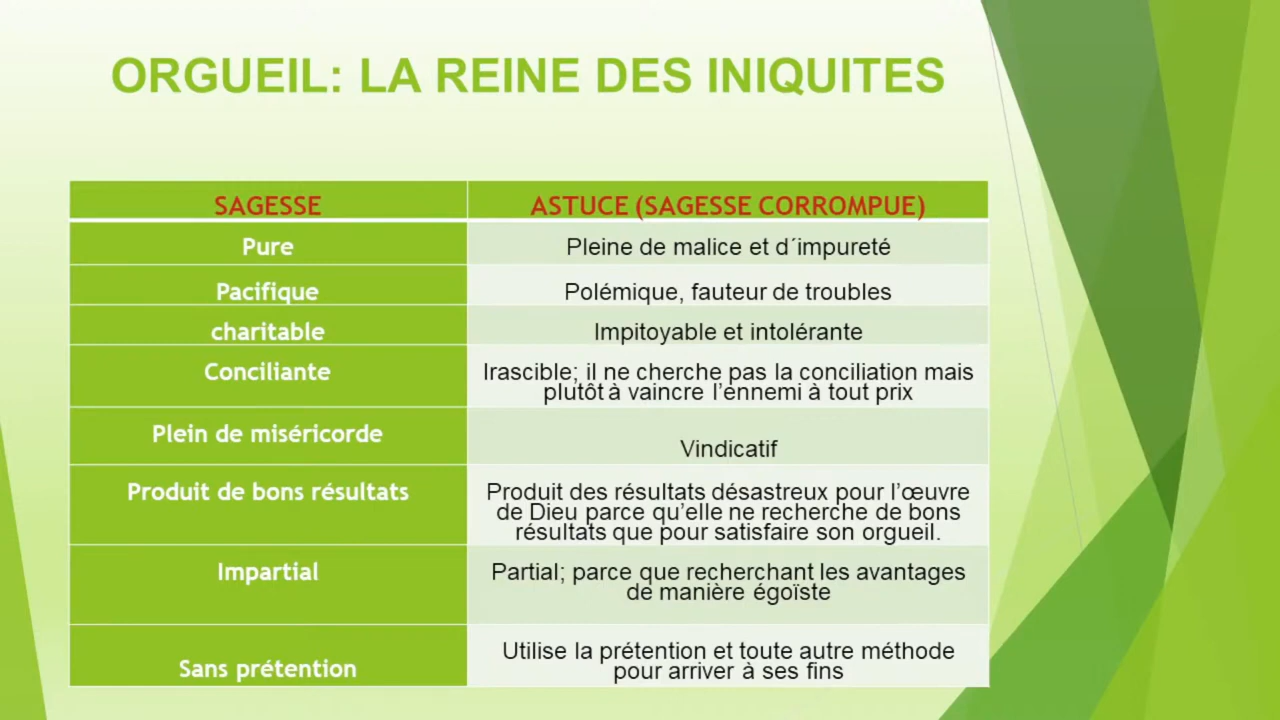 ORGUEIL: LA REINE DES INIQUITES
SAGESSE
ASTUCE (SAGESSE CORROMPUE)
Pure
Pleine de malice et d´impureté
Pacifique
Polémique, fauteur de troubles
charitable
Impitoyable et intolérante
Conciliante
Irascible; il ne cherche pas la conciliation mais
plutôt à vaincre l’ennemi à tout prix
Plein de miséricorde
Vindicatif
Produit de bons résultats
Produit des résultats désastreux pour l’œuvre
de Dieu parce qu’elle ne recherche de bons
résultats que pour satisfaire son orgueil.
Impartial
Partial; parce que recherchant les avantages
de manière égoïste
Sans prétention
Utilise la prétention et toute autre méthode
pour arriver à ses fins